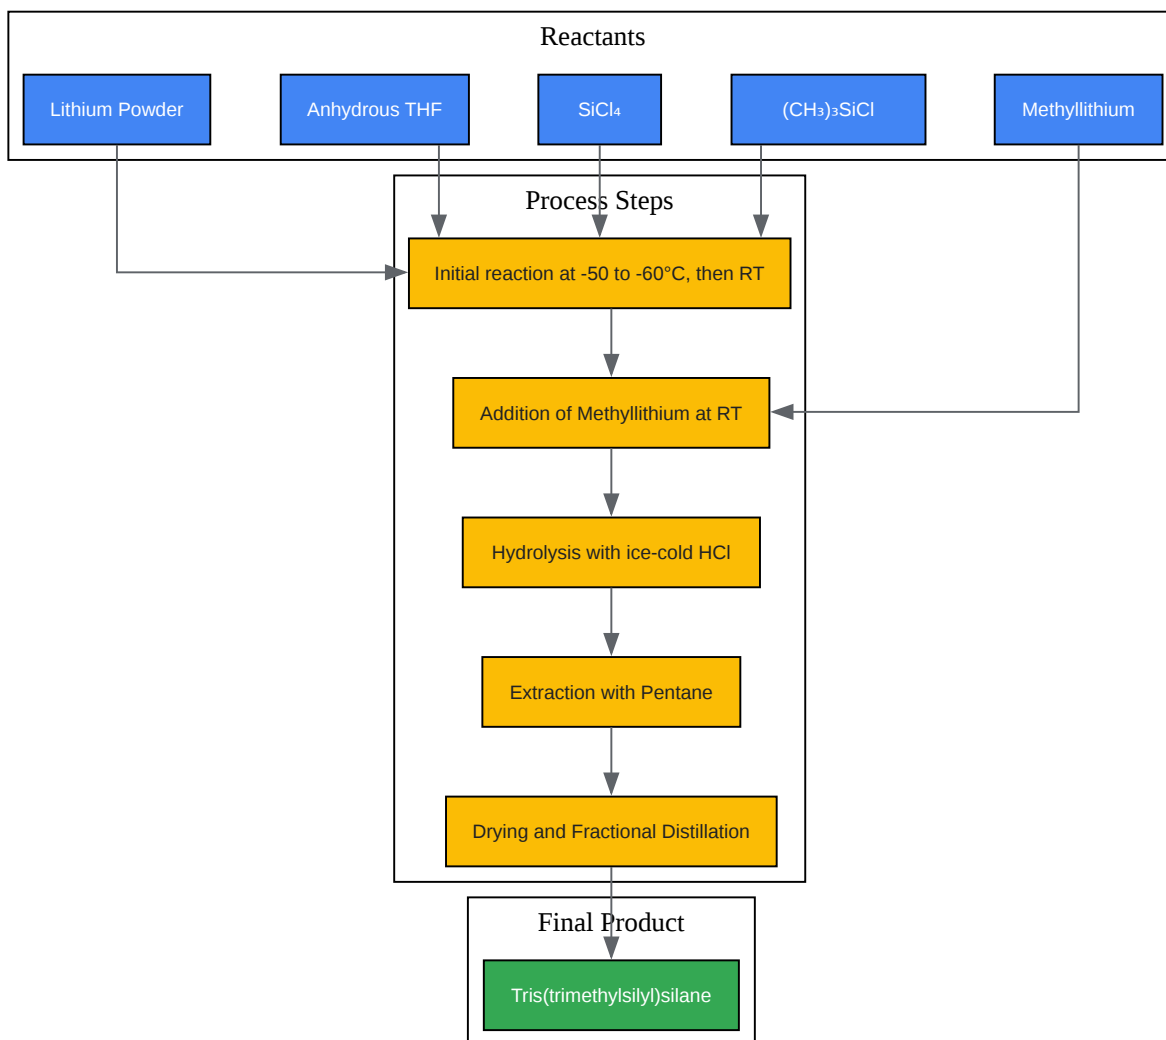 Reactants
Lithium Powder
Anhydrous THF
SiCl₄
(CH₃)₃SiCl
Methyllithium
Process Steps
Initial reaction at -50 to -60°C, then RT
Addition of Methyllithium at RT
Hydrolysis with ice-cold HCl
Extraction with Pentane
Drying and Fractional Distillation
Final Product
Tris(trimethylsilyl)silane